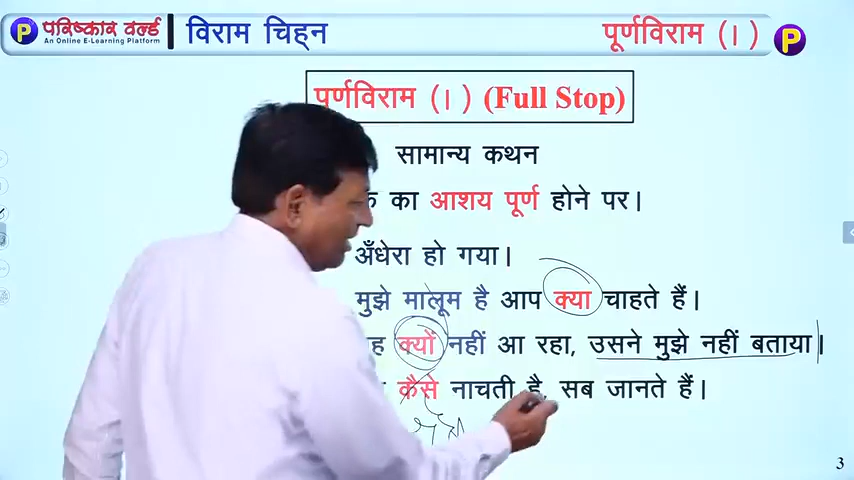 परिष्कार वर्ल्ड
An Online E-Learning Platform
विराम चिह्न
पूर्णविराम (।)
पूर्णविराम (।) (Full Stop)
सामान्य कथन
का आशय पूर्ण होने पर।
अँधेरा हो गया।
मुझे मालूम है आप क्या चाहते हैं।
क्यों नहीं आ रहा, उसने मुझे नहीं बताया।
कैसे नाचती है, सब जानते हैं।
3